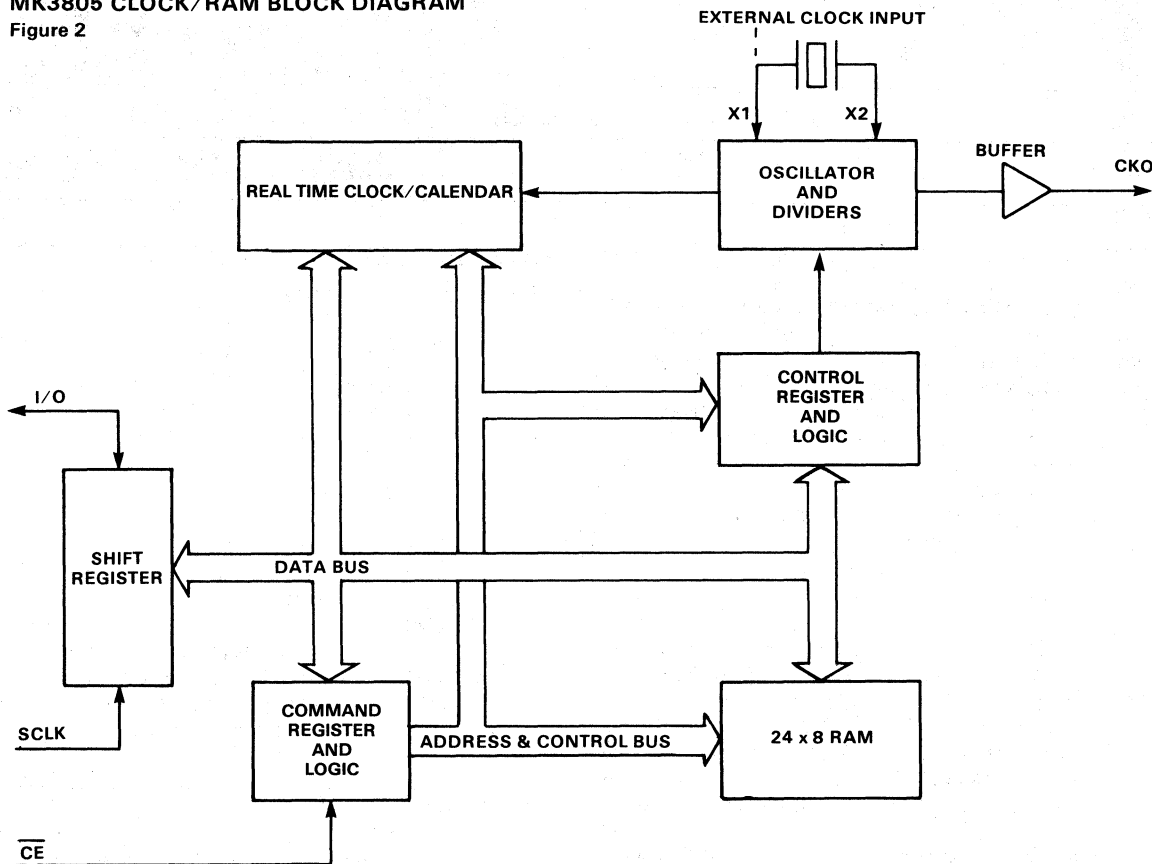 MK3805 CLOCK/RAM BLOCK DIAGRAM
Figure 2
EXTERNAL CLOCK INPUT
X1
X2
REAL TIME CLOCK/CALENDAR
OSCILLATOR
AND
DIVIDERS
BUFFER
CKO
CONTROL
REGISTER
AND
LOGIC
I/O
SHIFT
REGISTER
DATA BUS
SCLK
COMMAND
REGISTER
AND
LOGIC
ADDRESS & CONTROL BUS
24 x 8 RAM
C̅E̅